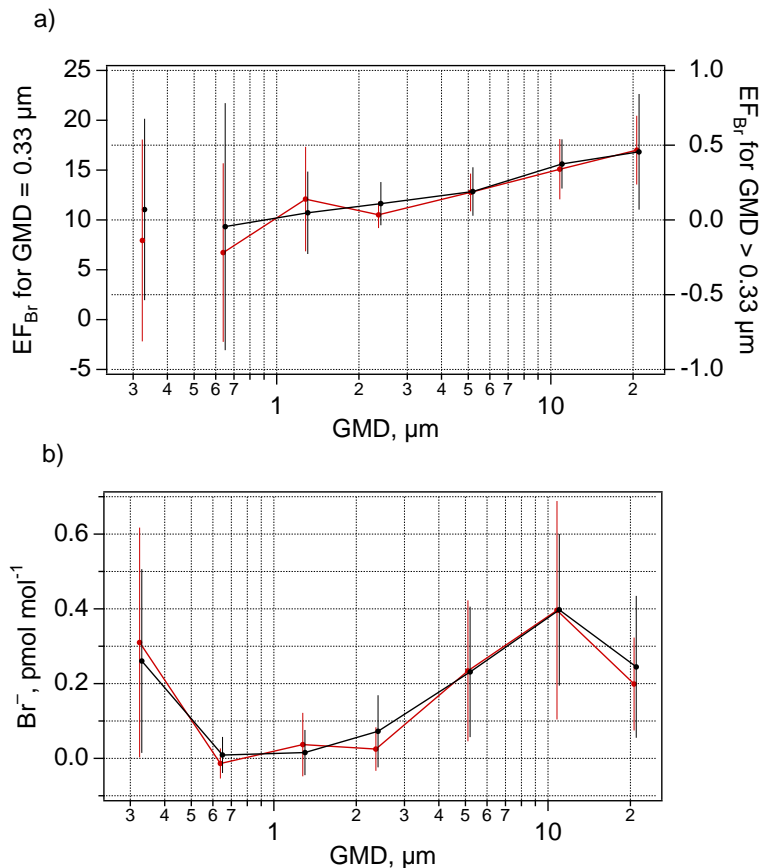 a)
25
20
15
10
5
0
-5
EF_Br for GMD = 0.33 µm
1.0
0.5
0.0
-0.5
-1.0
EF_Br for GMD > 0.33 µm
3 4 5 6 7 1 2 3 4 5 6 7 10 2
GMD, µm
b)
0.6
0.4
0.2
0.0
Br⁻, pmol mol⁻¹
3 4 5 6 7 1 2 3 4 5 6 7 10 2
GMD, µm